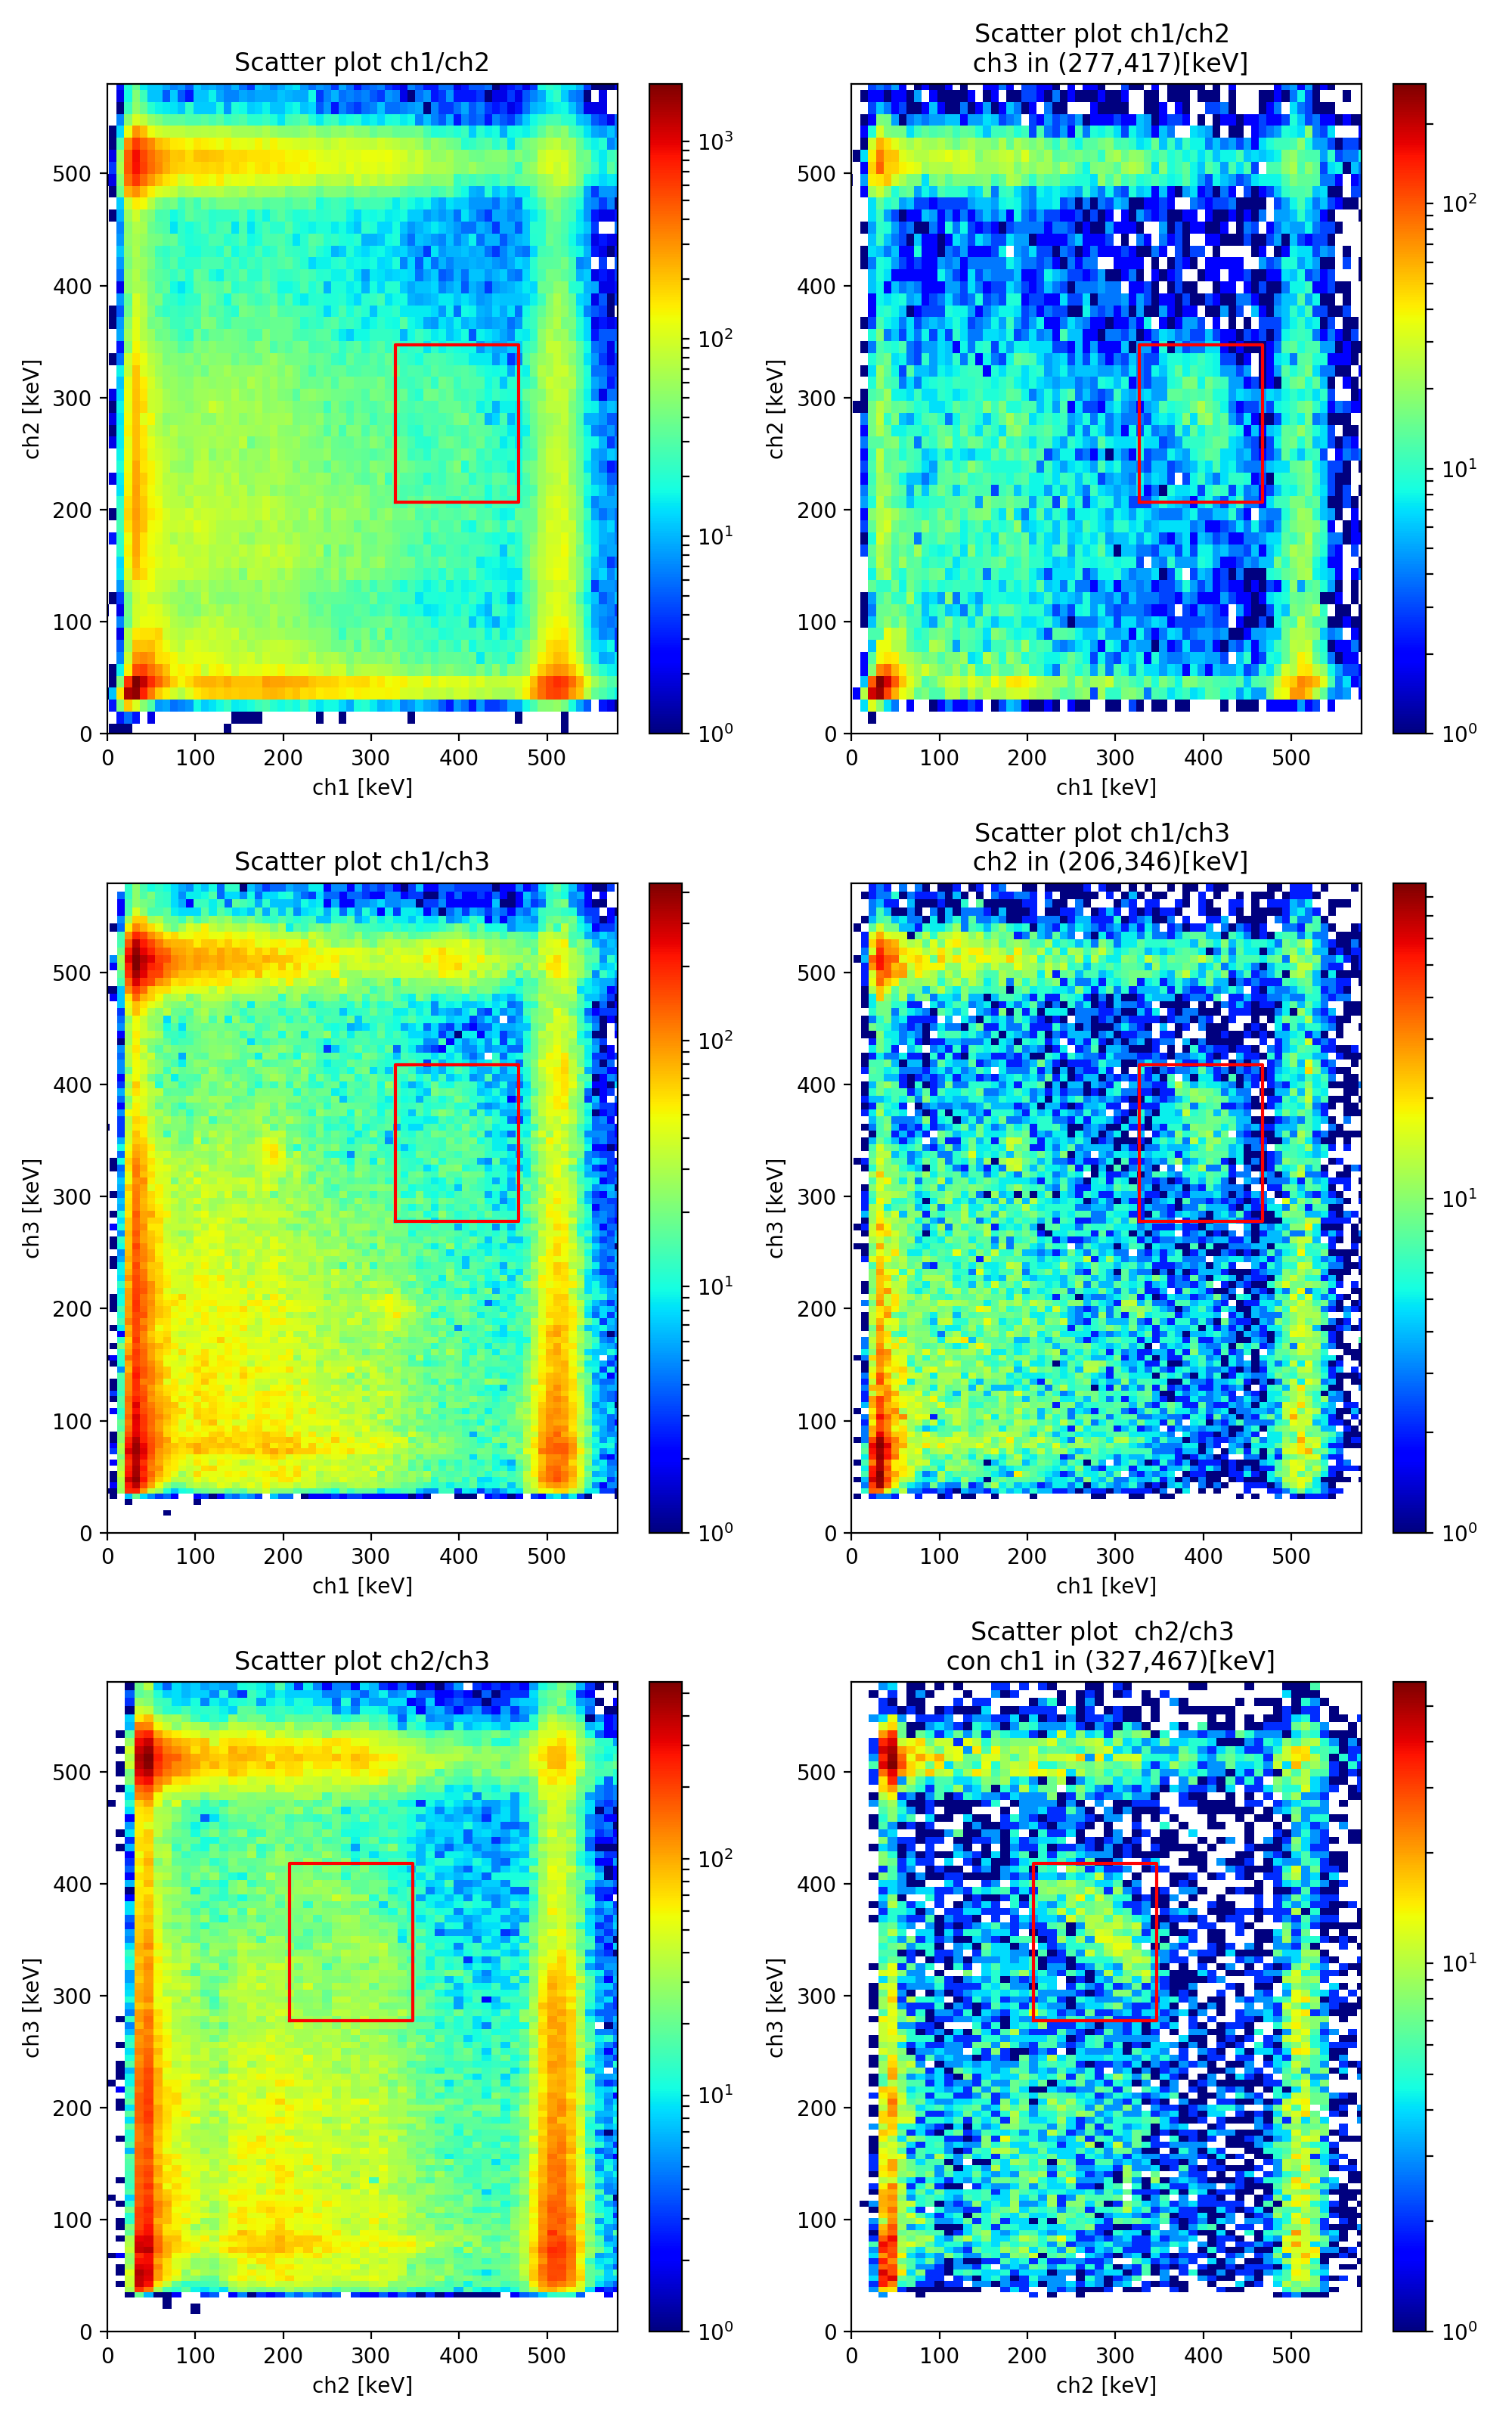 Scatter plot ch1/ch2
ch2 [keV]
500
400
300
200
100
0
0 100 200 300 400 500
ch1 [keV]
10³
10²
10¹
10⁰
Scatter plot ch1/ch2
ch3 in (277,417)[keV]
ch2 [keV]
500
400
300
200
100
0
0 100 200 300 400 500
ch1 [keV]
10²
10¹
10⁰
Scatter plot ch1/ch3
ch3 [keV]
500
400
300
200
100
0
0 100 200 300 400 500
ch1 [keV]
10²
10¹
10⁰
Scatter plot ch1/ch3
ch2 in (206,346)[keV]
ch3 [keV]
500
400
300
200
100
0
0 100 200 300 400 500
ch1 [keV]
10¹
10⁰
Scatter plot ch2/ch3
ch3 [keV]
500
400
300
200
100
0
0 100 200 300 400 500
ch2 [keV]
10²
10¹
10⁰
Scatter plot  ch2/ch3
con ch1 in (327,467)[keV]
ch3 [keV]
500
400
300
200
100
0
0 100 200 300 400 500
ch2 [keV]
10¹
10⁰